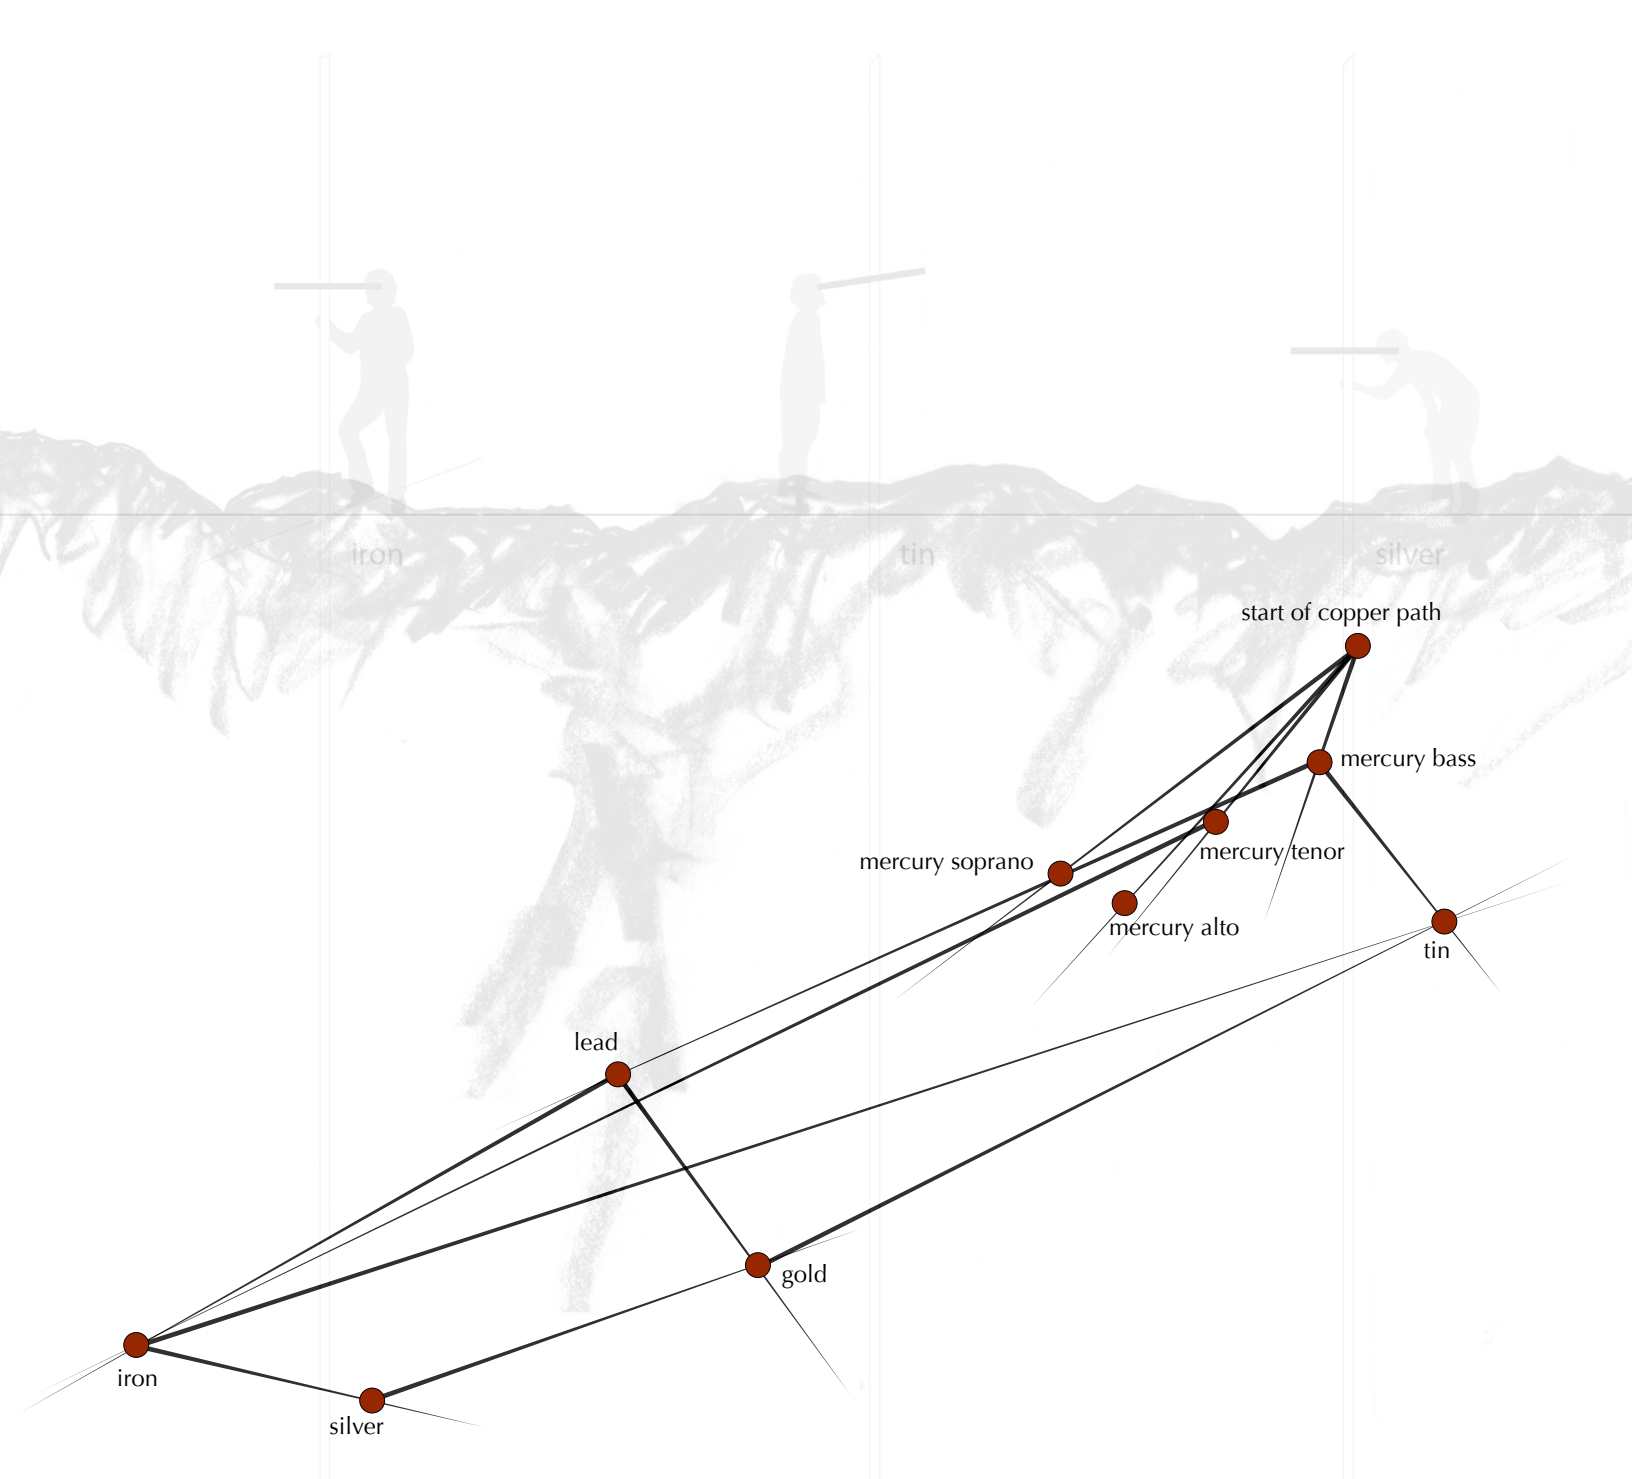 iron
tin
silver
start of copper path
mercury bass
mercury tenor
mercury soprano
mercury alto
tin
lead
gold
iron
silver